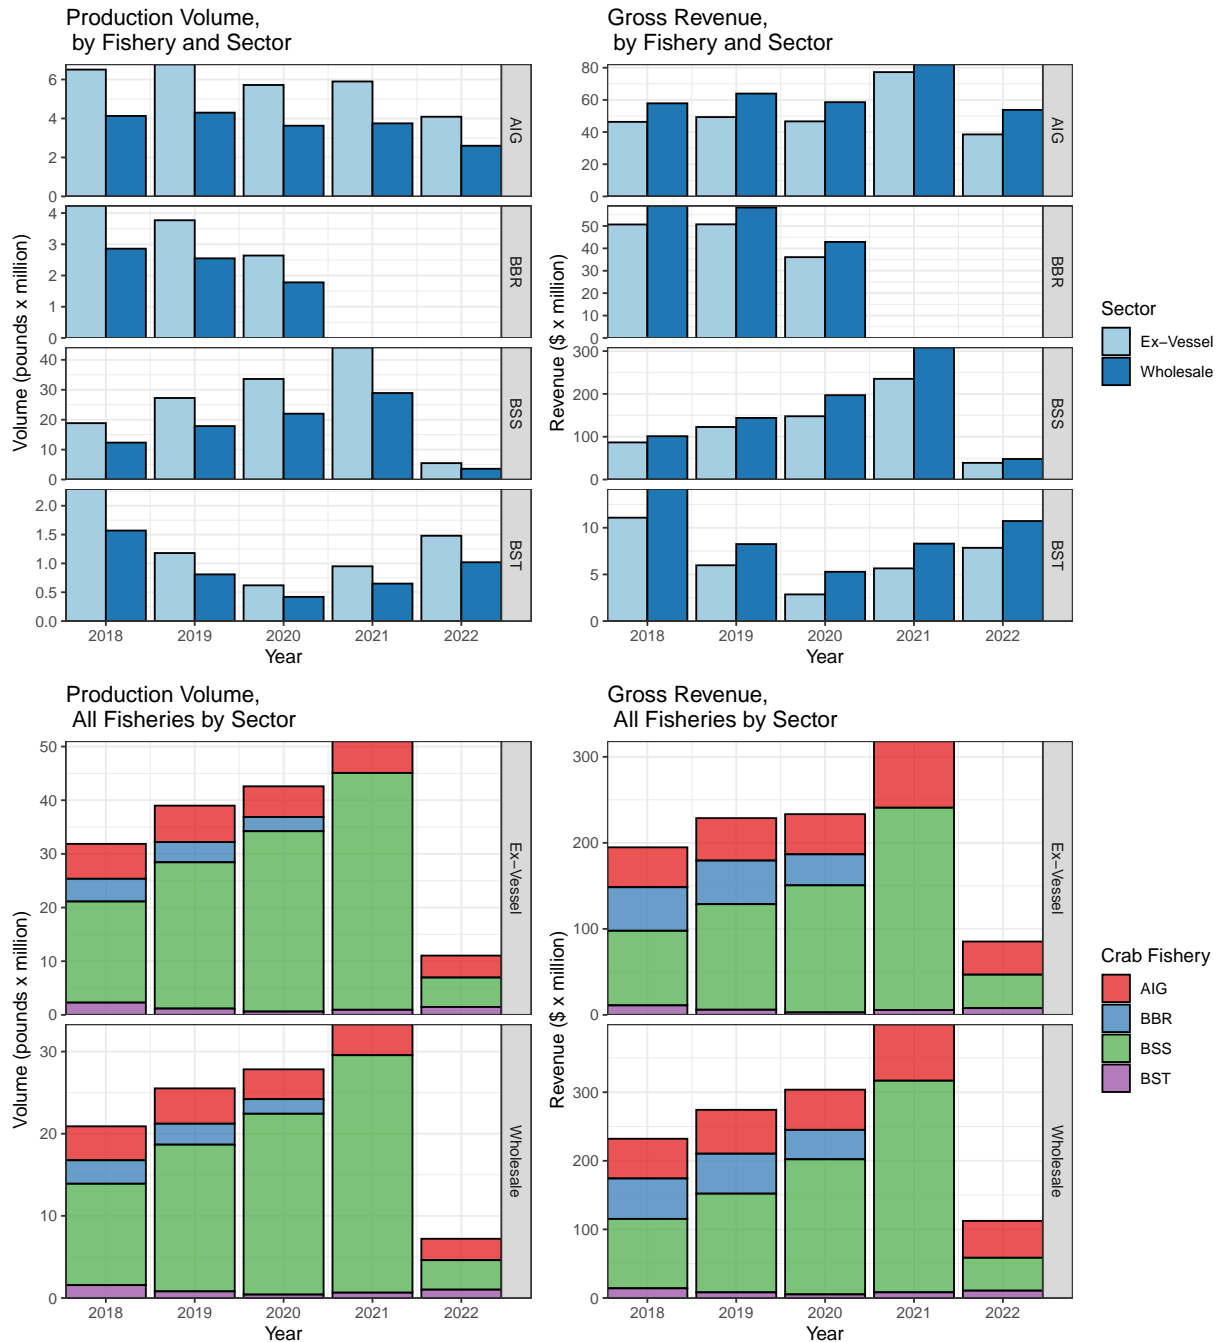 Production Volume,
by Fishery and Sector
Volume (pounds x million)
6
4
2
0
AIG
4
3
2
1
0
BBR
40
30
20
10
0
BSS
2.0
1.5
1.0
0.5
0.0
BST
2018 2019 2020 2021 2022
Year
Gross Revenue,
by Fishery and Sector
Revenue ($ x million)
80
60
40
20
0
AIG
50
40
30
20
10
0
BBR
300
200
100
0
BSS
10
5
0
BST
2018 2019 2020 2021 2022
Year
Sector
Ex−Vessel
Wholesale
Production Volume,
All Fisheries by Sector
Volume (pounds x million)
50
40
30
20
10
0
Ex−Vessel
30
20
10
0
Wholesale
2018 2019 2020 2021 2022
Year
Gross Revenue,
All Fisheries by Sector
Revenue ($ x million)
300
200
100
0
Ex−Vessel
300
200
100
0
Wholesale
2018 2019 2020 2021 2022
Year
Crab Fishery
AIG
BBR
BSS
BST